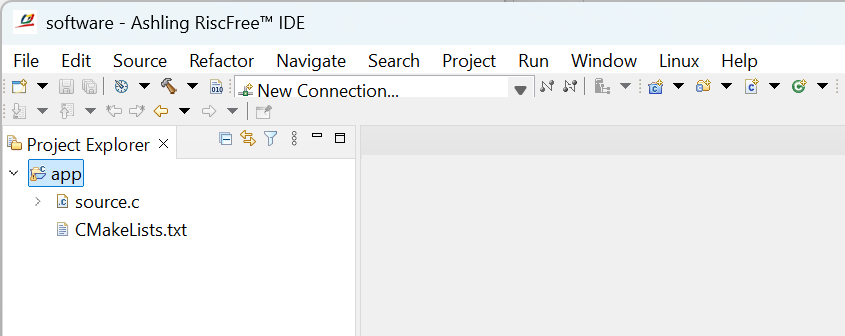 software - Ashling RiscFree™ IDE
File Edit Source Refactor Navigate Search Project Run Window Linux Help
010 New Connection...
Project Explorer
app
source.c
CMakeLists.txt